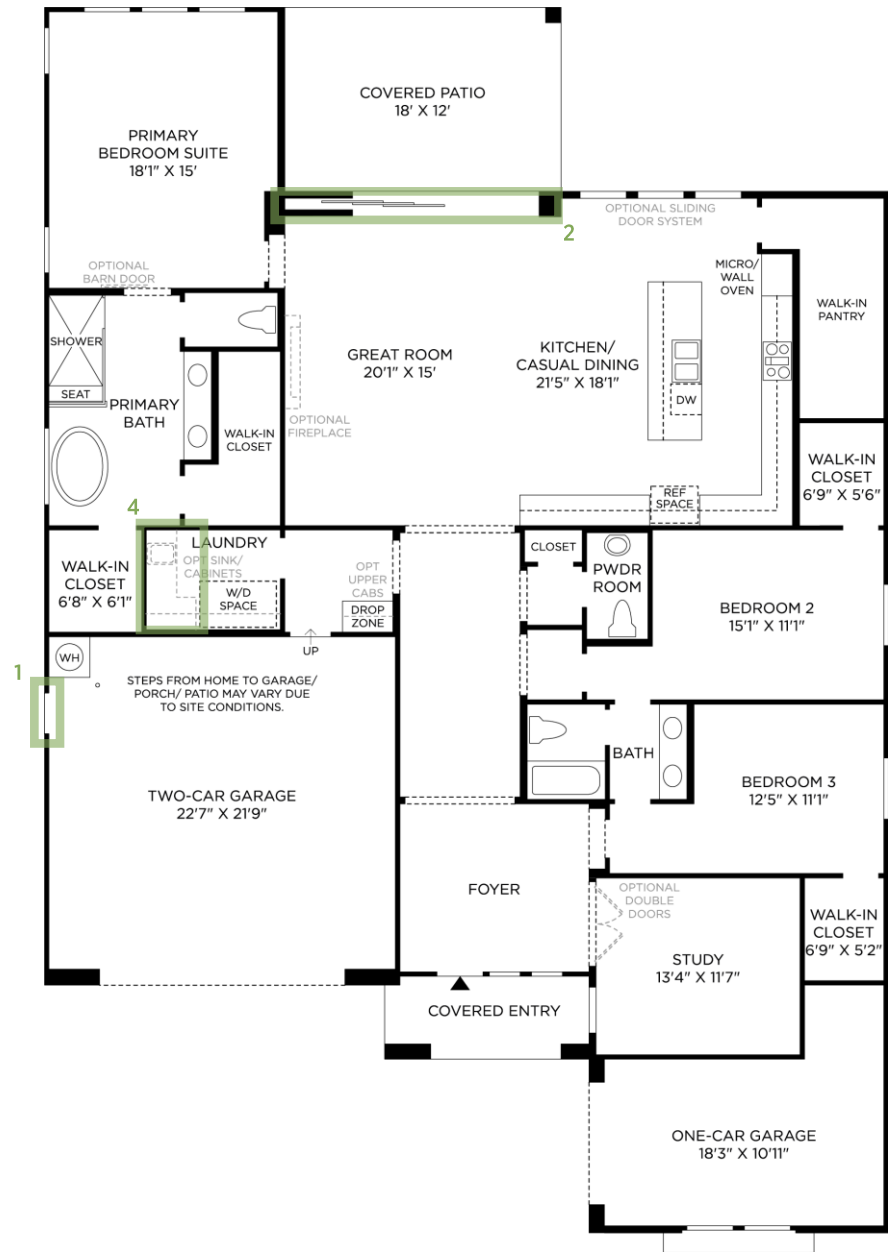 COVERED PATIO
18' X 12'
PRIMARY
BEDROOM SUITE
18'1" X 15'
2
OPTIONAL SLIDING
DOOR SYSTEM
OPTIONAL
BARN DOOR
MICRO/
WALL
OVEN
WALK-IN
PANTRY
SHOWER
SEAT
GREAT ROOM
20'1" X 15'
KITCHEN/
CASUAL DINING
21'5" X 18'1"
DW
PRIMARY
BATH
OPTIONAL
FIREPLACE
WALK-IN
CLOSET
WALK-IN
CLOSET
6'9" X 5'6"
REF
SPACE
4
LAUNDRY
OPT SINK/
CABINETS
W/D
SPACE
WALK-IN
CLOSET
6'8" X 6'1"
OPT
UPPER
CABS
DROP
ZONE
CLOSET
PWDR
ROOM
BEDROOM 2
15'1" X 11'1"
UP
WH
1
STEPS FROM HOME TO GARAGE/
PORCH/ PATIO MAY VARY DUE
TO SITE CONDITIONS.
BATH
TWO-CAR GARAGE
22'7" X 21'9"
BEDROOM 3
12'5" X 11'1"
FOYER
OPTIONAL
DOUBLE
DOORS
WALK-IN
CLOSET
6'9" X 5'2"
STUDY
13'4" X 11'7"
COVERED ENTRY
ONE-CAR GARAGE
18'3" X 10'11"